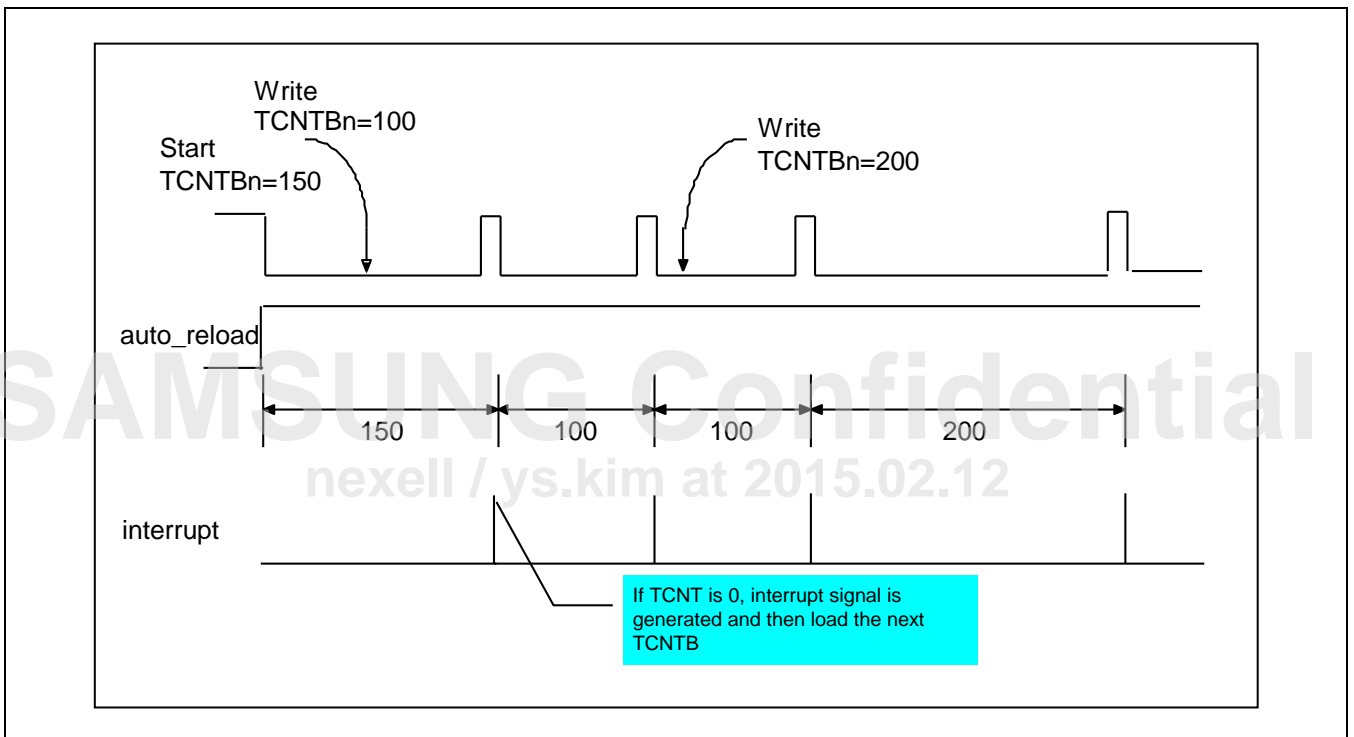 Write
TCNTBn=100
Start
TCNTBn=150
Write
TCNTBn=200
auto_reload
SAMSUNG Confidential
150
100
100
200
nexell / ys.kim at 2015.02.12
interrupt
If TCNT is 0, interrupt signal is
generated and then load the next
TCNTB